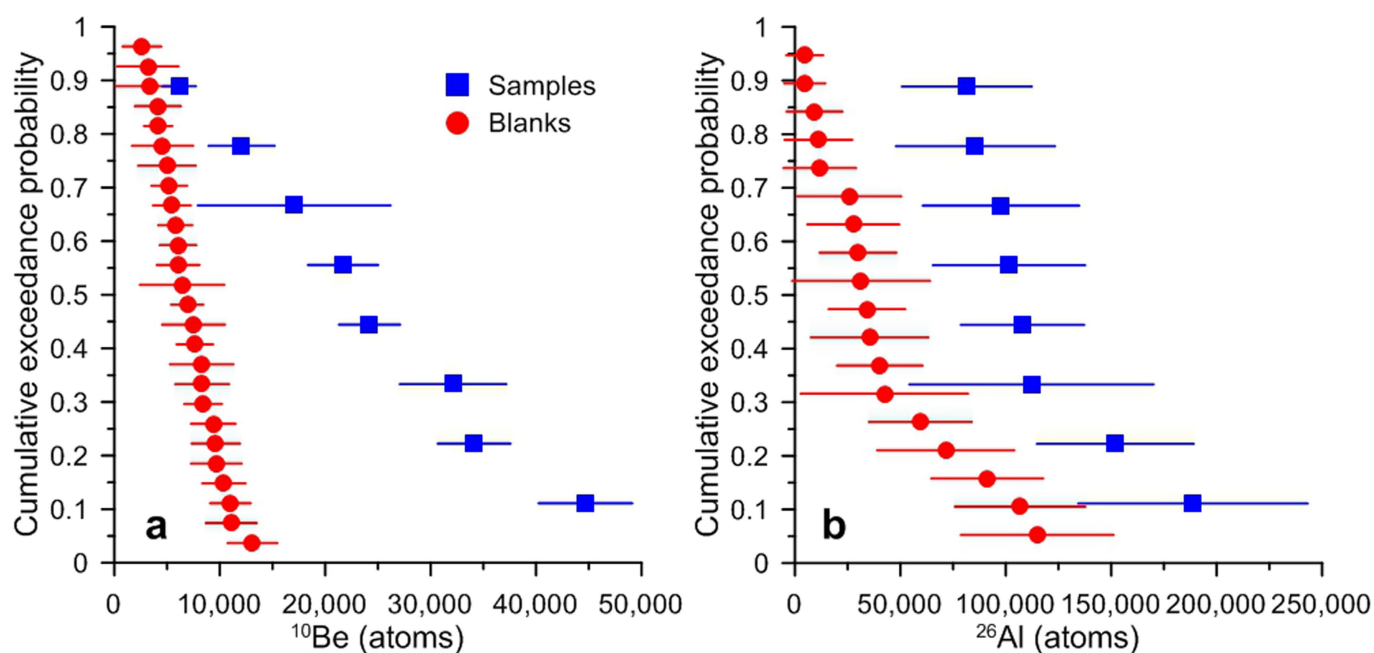 Cumulative exceedance probability
1
0.9
0.8
0.7
0.6
0.5
0.4
0.3
0.2
0.1
0
Samples
Blanks
a
0 10,000 20,000 30,000 40,000 50,000
¹⁰Be (atoms)
Cumulative exceedance probability
1
0.9
0.8
0.7
0.6
0.5
0.4
0.3
0.2
0.1
0
b
0 50,000 100,000 150,000 200,000 250,000
²⁶Al (atoms)